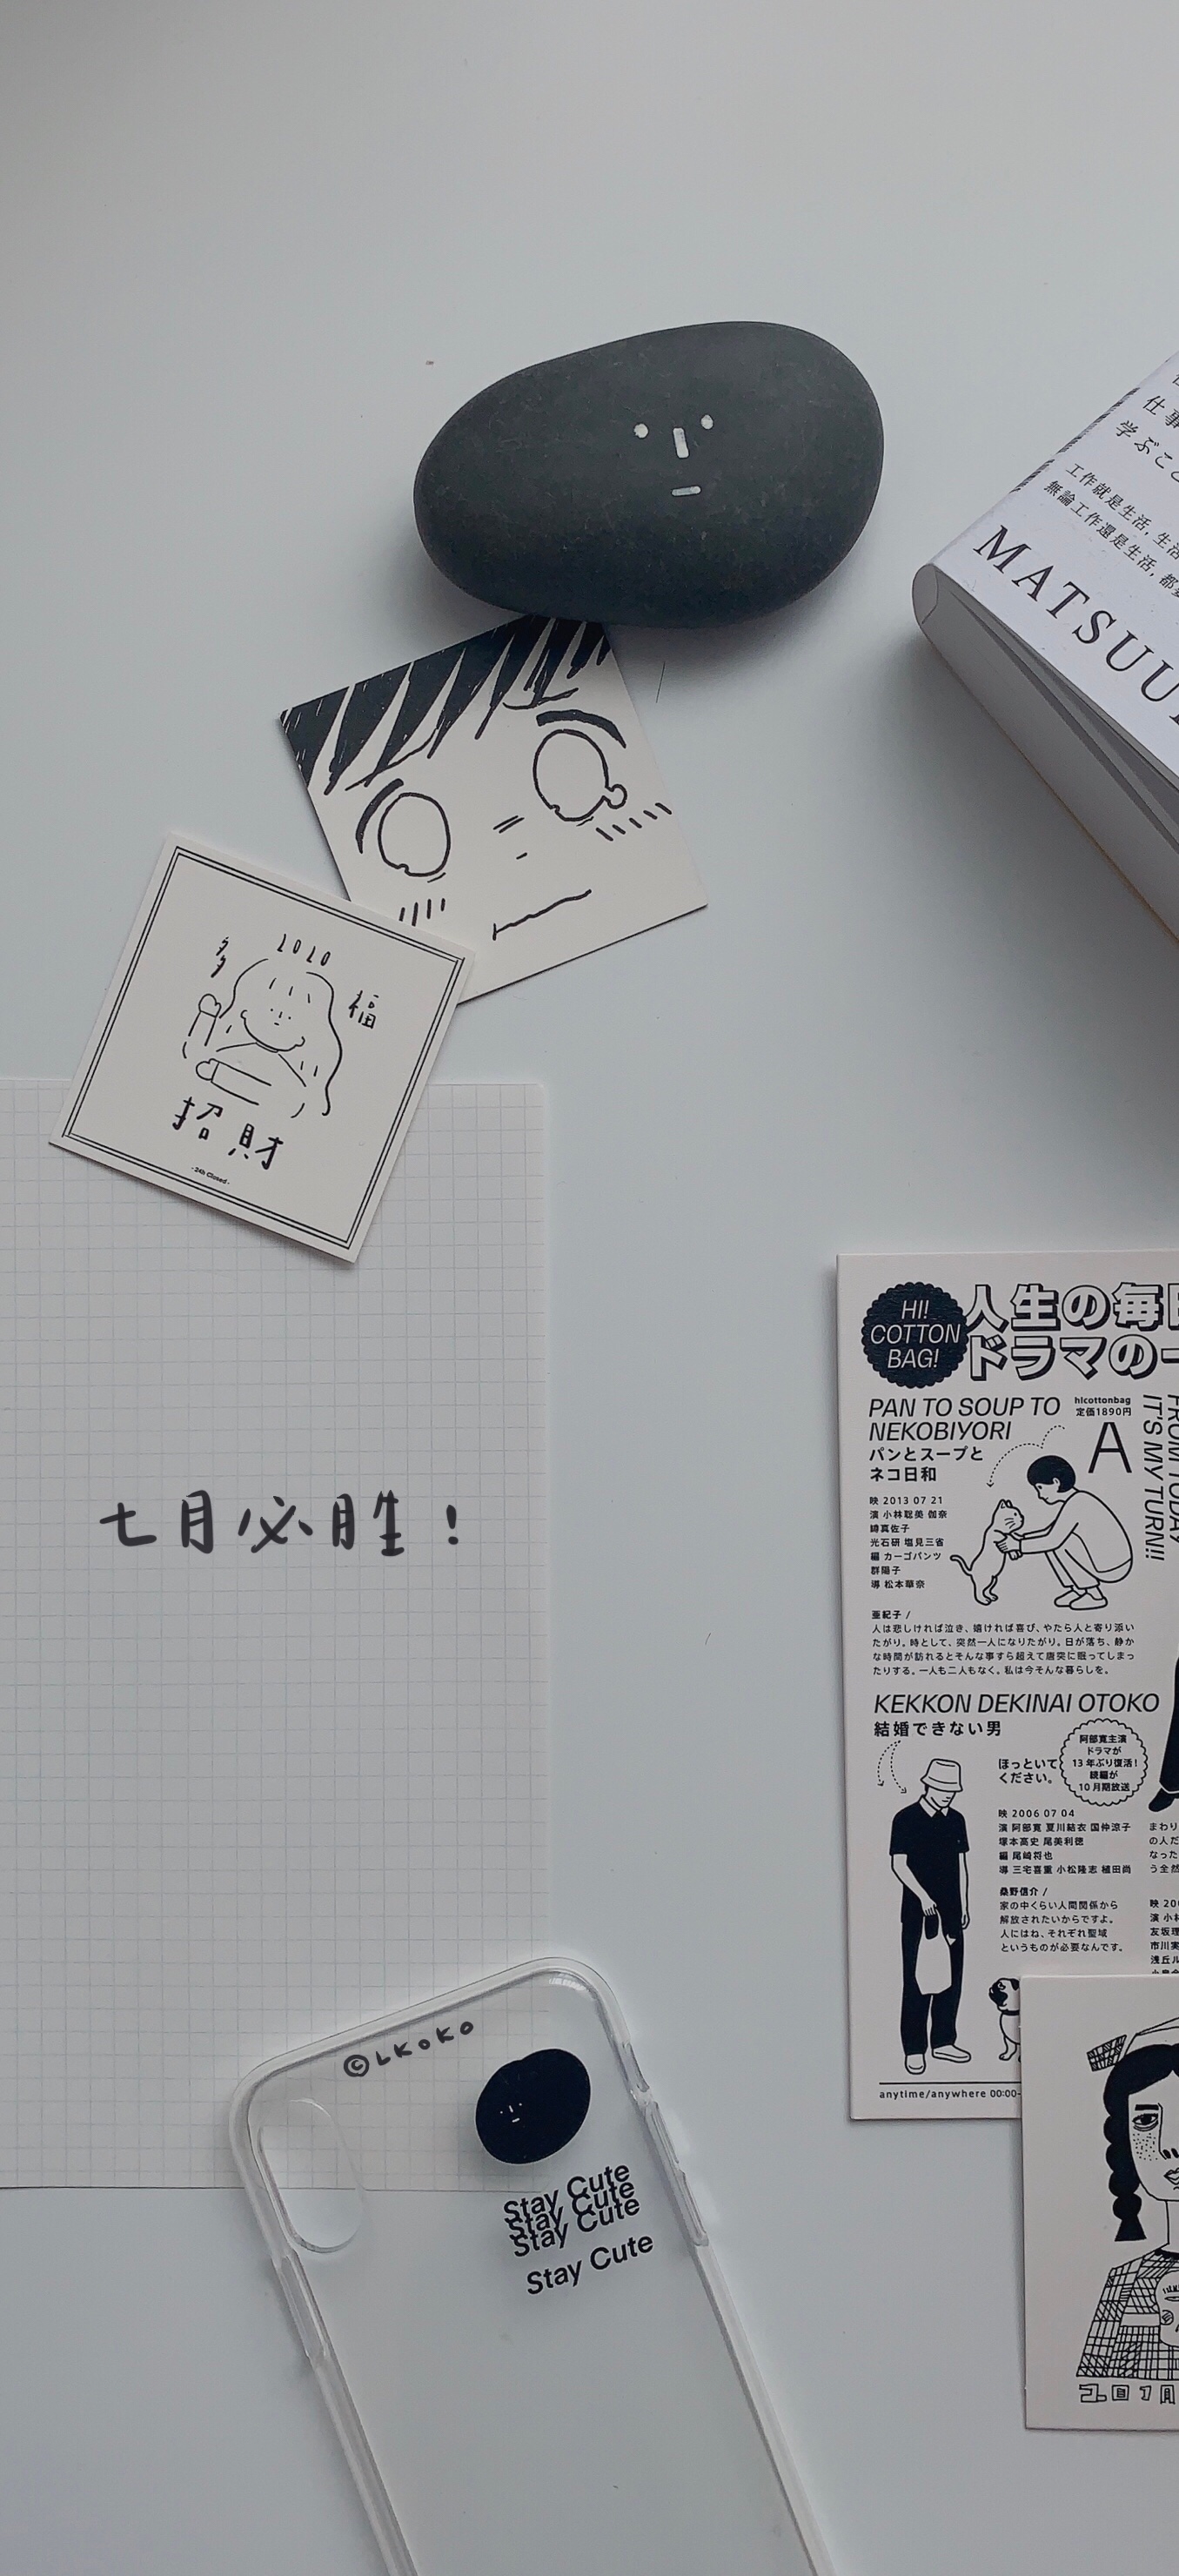 仕事
学ぶこと
工作就是生活，生活
無論工作還是生活，都
MATSUU
2020
多
福
招財
- 24h Closed -
七月必胜！
HI!
COTTON
BAG!
人生の毎日
ドラマの一
PAN TO SOUP TO
NEKOBIYORI
パンとスープと
ネコ日和
hicottonbag
定価1890円
A
FROM TODAY
IT'S MY TURN!!
映 2013 07 21
演 小林聡美 伽奈
綿真佐子
光石研 塩見三省
編 カーゴパンツ
群陽子
導 松本華奈
亜紀子 /
人は悲しければ泣き、嬉ければ喜び、やたら人と寄り添い
たがり。時として、突然一人になりたがり。日が落ち、静か
な時間が訪れるとそんな事すら超えて唐突に眠ってしまっ
たりする。一人も二人もなく。私は今そんな暮らしを。
KEKKON DEKINAI OTOKO
結婚できない男
阿部寛主演
ドラマが
13年ぶり復活！
続編が
10月期放送
ほっといて
ください。
映 2006 07 04
演 阿部寛 夏川結衣 国仲涼子
塚本高史 尾美利徳
編 尾崎将也
導 三宅喜重 小松隆志 植田尚
桑野信介 /
家の中くらい人間関係から
解放されたいからですよ。
人にはね、それぞれ聖域
というものが必要なんです。
まわり
の人だ
なった
う全然
映 200
演 小林
友坂理
市川実
浅丘ル
anytime/anywhere 00:00-
©LKOKO
Stay Cute
Stay Cute
Stay Cute
Stay Cute